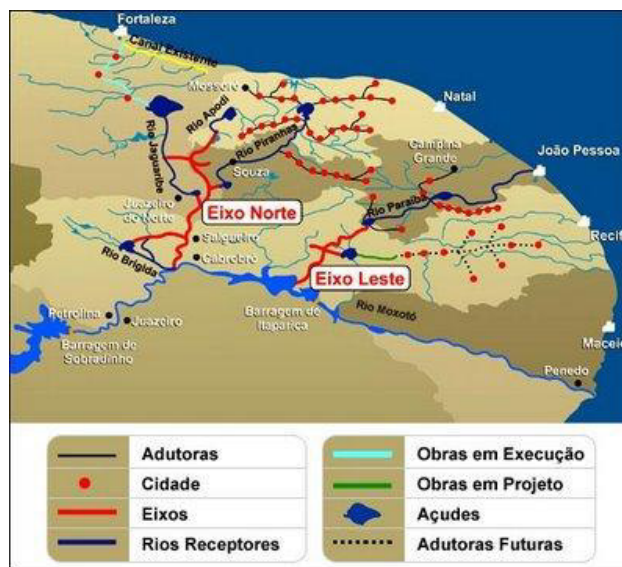 Fortaleza
Canal Existente
Mossoró
Natal
Rio Apodi
Rio Piranhas
Rio Jaguaribe
Campina
Grande
João Pessoa
Souza
Juazeiro
do Norte
Eixo Norte
Rio Paraíba
Recif
Salgueiro
Cabrobró
Rio Brígida
Eixo Leste
Barragem de
Itaparica
Rio Moxotó
Petrolina
Juazeiro
Barragem de
Sobradinho
Maceió
Penedo
Adutoras
Cidade
Eixos
Rios Receptores
Obras em Execução
Obras em Projeto
Açudes
Adutoras Futuras